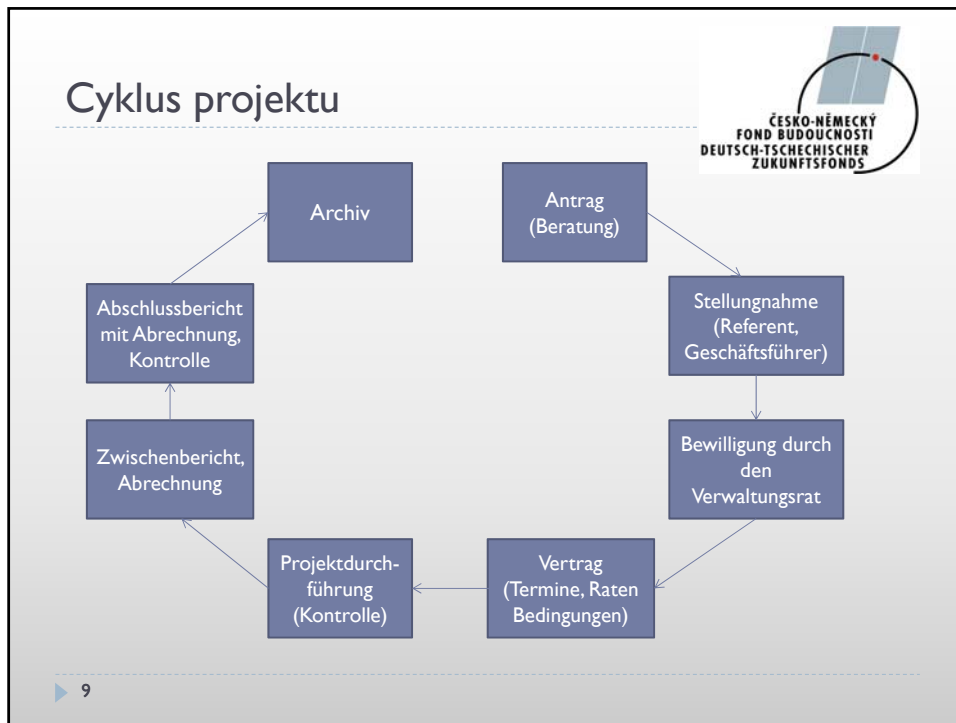 Cyklus projektu
ČESKO-NĚMECKÝ
FOND BUDOUCNOSTI
DEUTSCH-TSCHECHISCHER
ZUKUNFTSFONDS
Antrag
(Beratung)
Stellungnahme
(Referent,
Geschäftsführer)
Bewilligung durch
den
Verwaltungsrat
Vertrag
(Termine, Raten
Bedingungen)
Projektdurch-
führung
(Kontrolle)
Zwischenbericht,
Abrechnung
Abschlussbericht
mit Abrechnung,
Kontrolle
Archiv
9